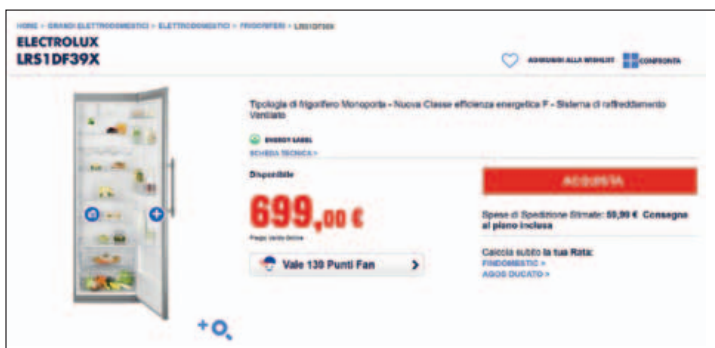 HOME > GRANDI ELETTRODOMESTICI > ELETTRODOMESTICI > FRIGORIFERI > LRS1DF39X
ELECTROLUX
LRS1DF39X
AGGIUNGI ALLA WISHLIST
CONFRONTA
Tipologia di frigorifero Monoporta - Nuova Classe efficienza energetica F - Sistema di raffreddamento
Ventilato
ENERGY LABEL
SCHEDA TECNICA >
Disponibile
699,00 €
ACQUISTA
Spese di Spedizione Stimate: 59,99 € Consegna
al piano inclusa
Vale 139 Punti Fan
Calcola subito la tua Rata:
FINDOMESTIC >
AGOS DUCATO >